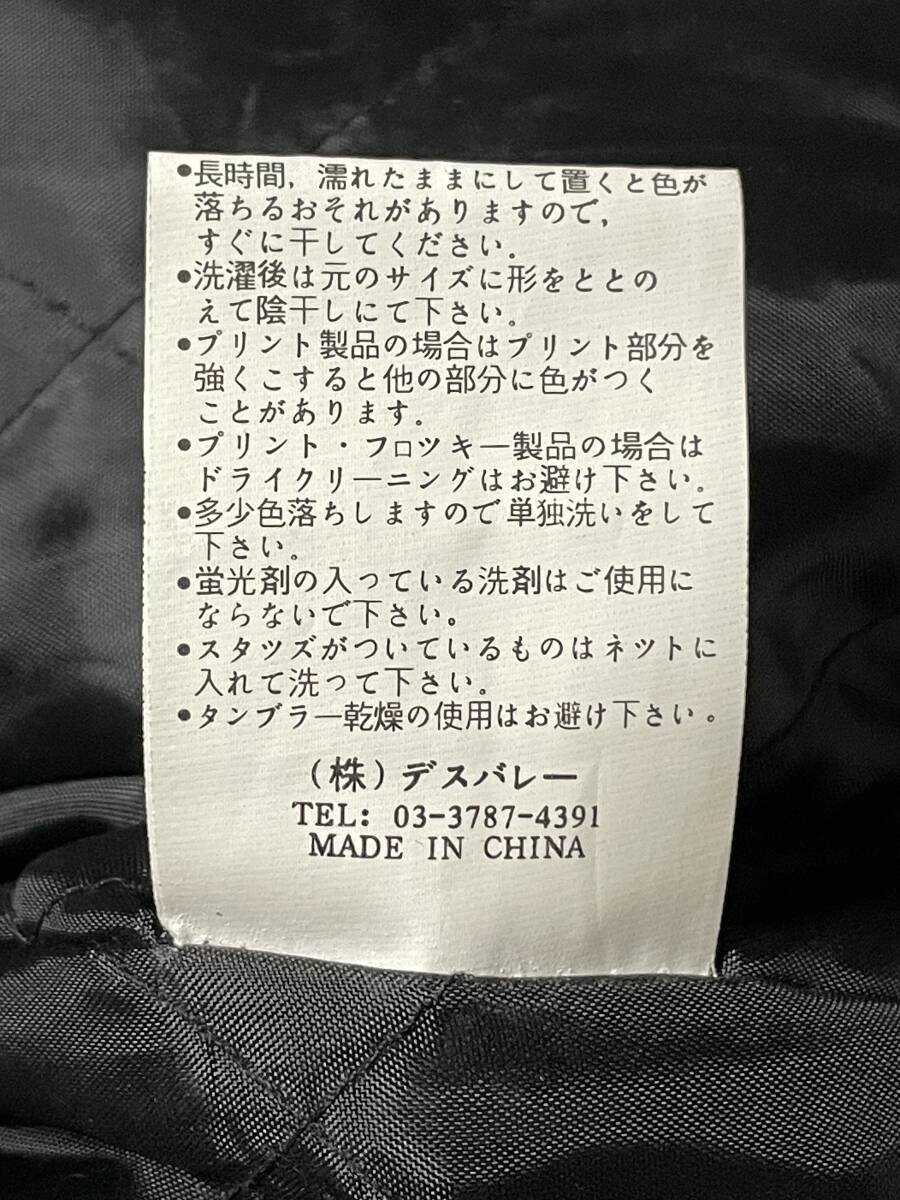 •長時間，濡れたままにして置くと色が
落ちるおそれがありますので，
すぐに干してください．
•洗濯後は元のサイズに形をととの
えて陰干しにて下さい。
•プリント製品の場合はプリント部分を
強くこすると他の部分に色がつく
ことがあります。
•プリント・フロツキー製品の場合は
ドライクリーニングはお避け下さい。
•多少色落ちしますので単独洗いをして
下さい。
•蛍光剤の入っている洗剤はご使用に
ならないで下さい。
•スタツズがついているものはネツトに
入れて洗って下さい。
•タンブラー乾燥の使用はお避け下さい。
(株)デスバレー
TEL: 03-3787-4391
MADE IN CHINA